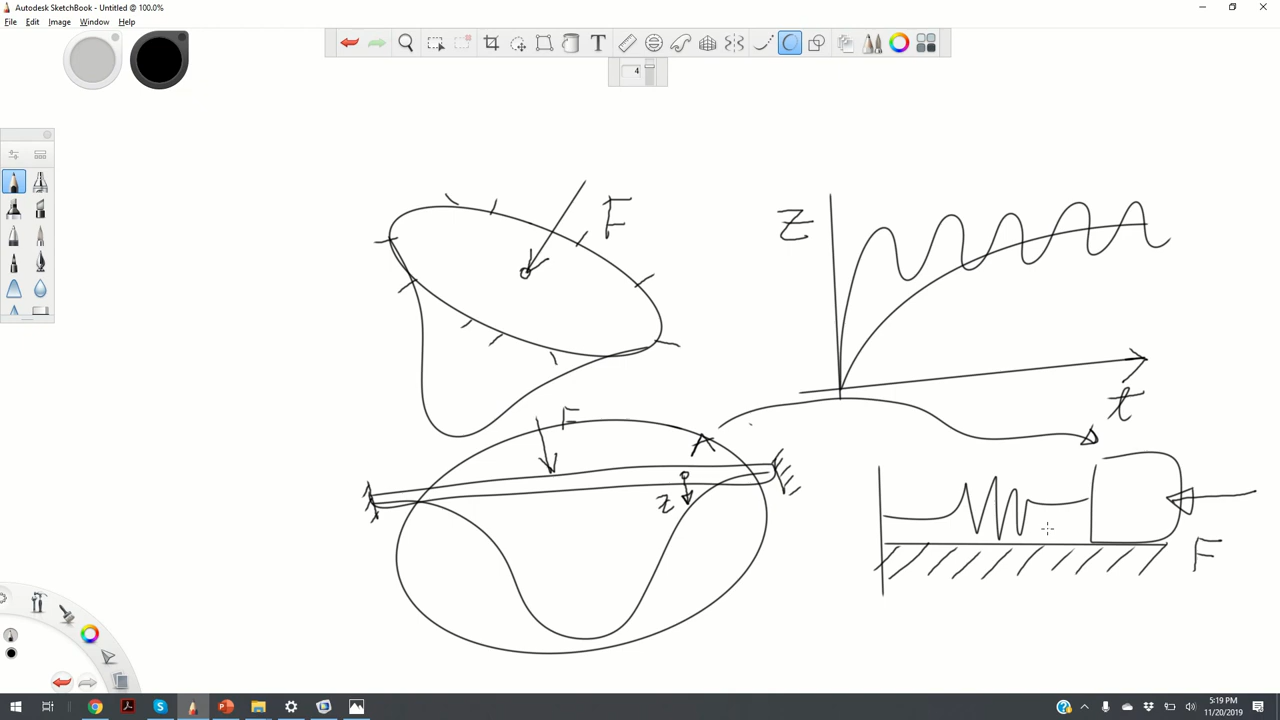 Autodesk SketchBook - Untitled @ 100.0%
File Edit Image Window Help
4
F
Z
t
F
A
z
F
5:19 PM
11/20/2019